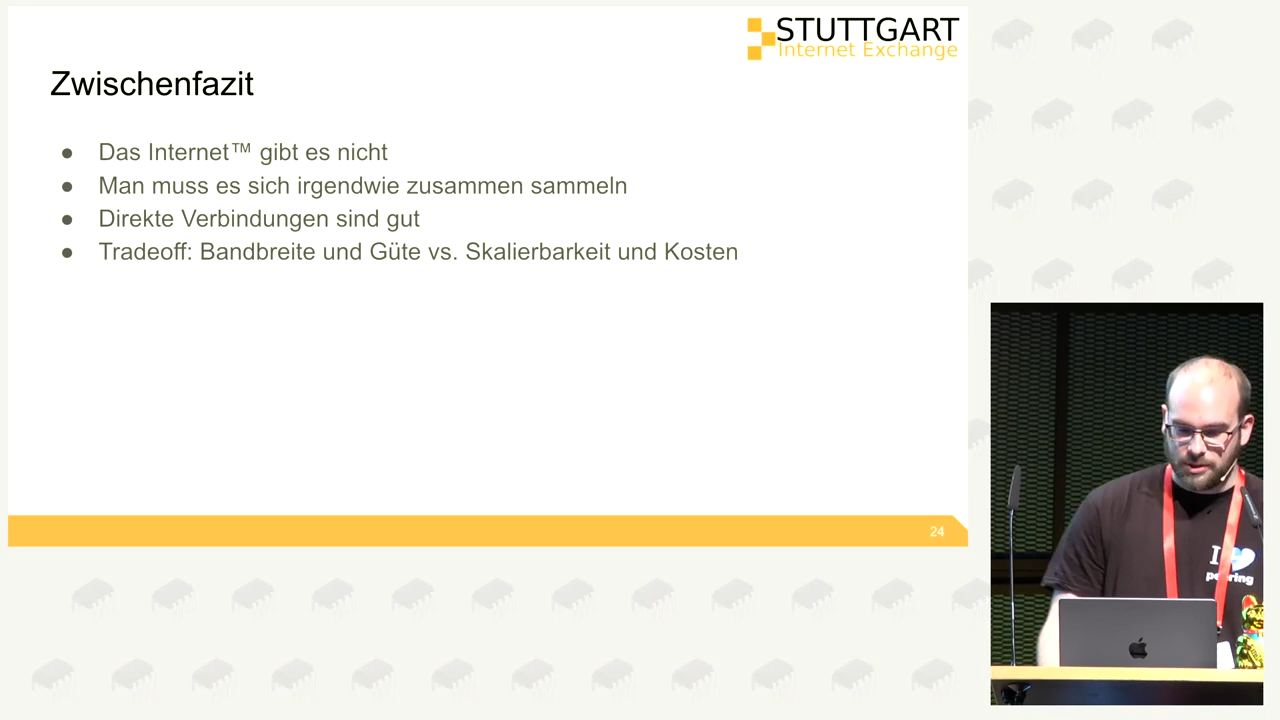 STUTTGART
Internet Exchange
Zwischenfazit
● Das Internet™ gibt es nicht
● Man muss es sich irgendwie zusammen sammeln
● Direkte Verbindungen sind gut
● Tradeoff: Bandbreite und Güte vs. Skalierbarkeit und Kosten
24
I
peering